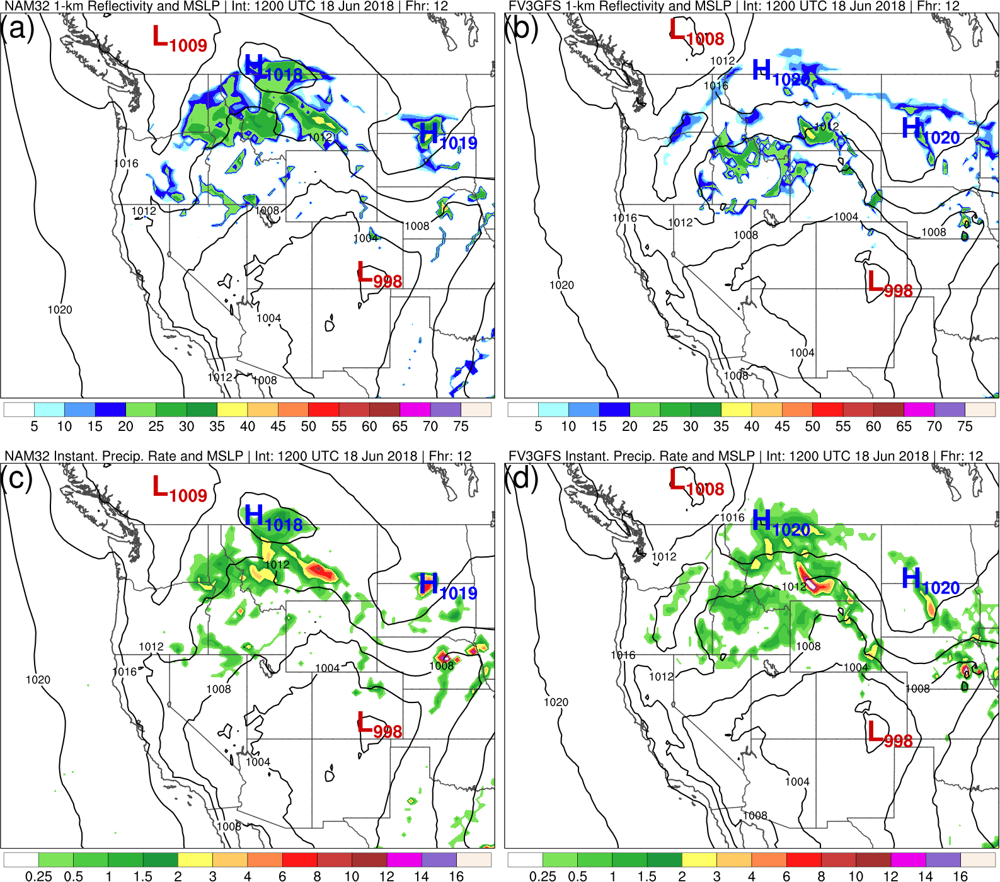 NAM32 1-km Reflectivity and MSLP | Int: 1200 UTC 18 Jun 2018 | Fhr: 12
(a)
L1009
H1018
1016
1012
H1019
1012
1008
1008
1004
L998
1020
1004
1012
1008
5 10 15 20 25 30 35 40 45 50 55 60 65 70 75
FV3GFS 1-km Reflectivity and MSLP | Int: 1200 UTC 18 Jun 2018 | Fhr: 12
(b)
L1008
1012
H1020
1016
1012
H1020
1016
1012
1004
1008
1008
1020
L998
1004
1008
5 10 15 20 25 30 35 40 45 50 55 60 65 70 75
NAM32 Instant. Precip. Rate and MSLP | Int: 1200 UTC 18 Jun 2018 | Fhr: 12
(c)
L1009
H1018
1012
H1019
1012
1016
1004
1008
1020
1008
L998
1004
1008
0.25 0.5 1 1.5 2 3 4 6 8 10 12 14 16
FV3GFS Instant. Precip. Rate and MSLP | Int: 1200 UTC 18 Jun 2018 | Fhr: 12
(d)
L1008
1016
H1020
1012
1012
H1020
1008
1016
1004
1012
1008
1020
L998
1004
1008
0.25 0.5 1 1.5 2 3 4 6 8 10 12 14 16